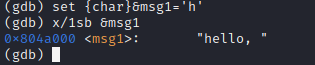 (gdb) set {char}&msg1='h'
(gdb) x/1sb &msg1
0x804a000 <msg1>:       "hello, "
(gdb)